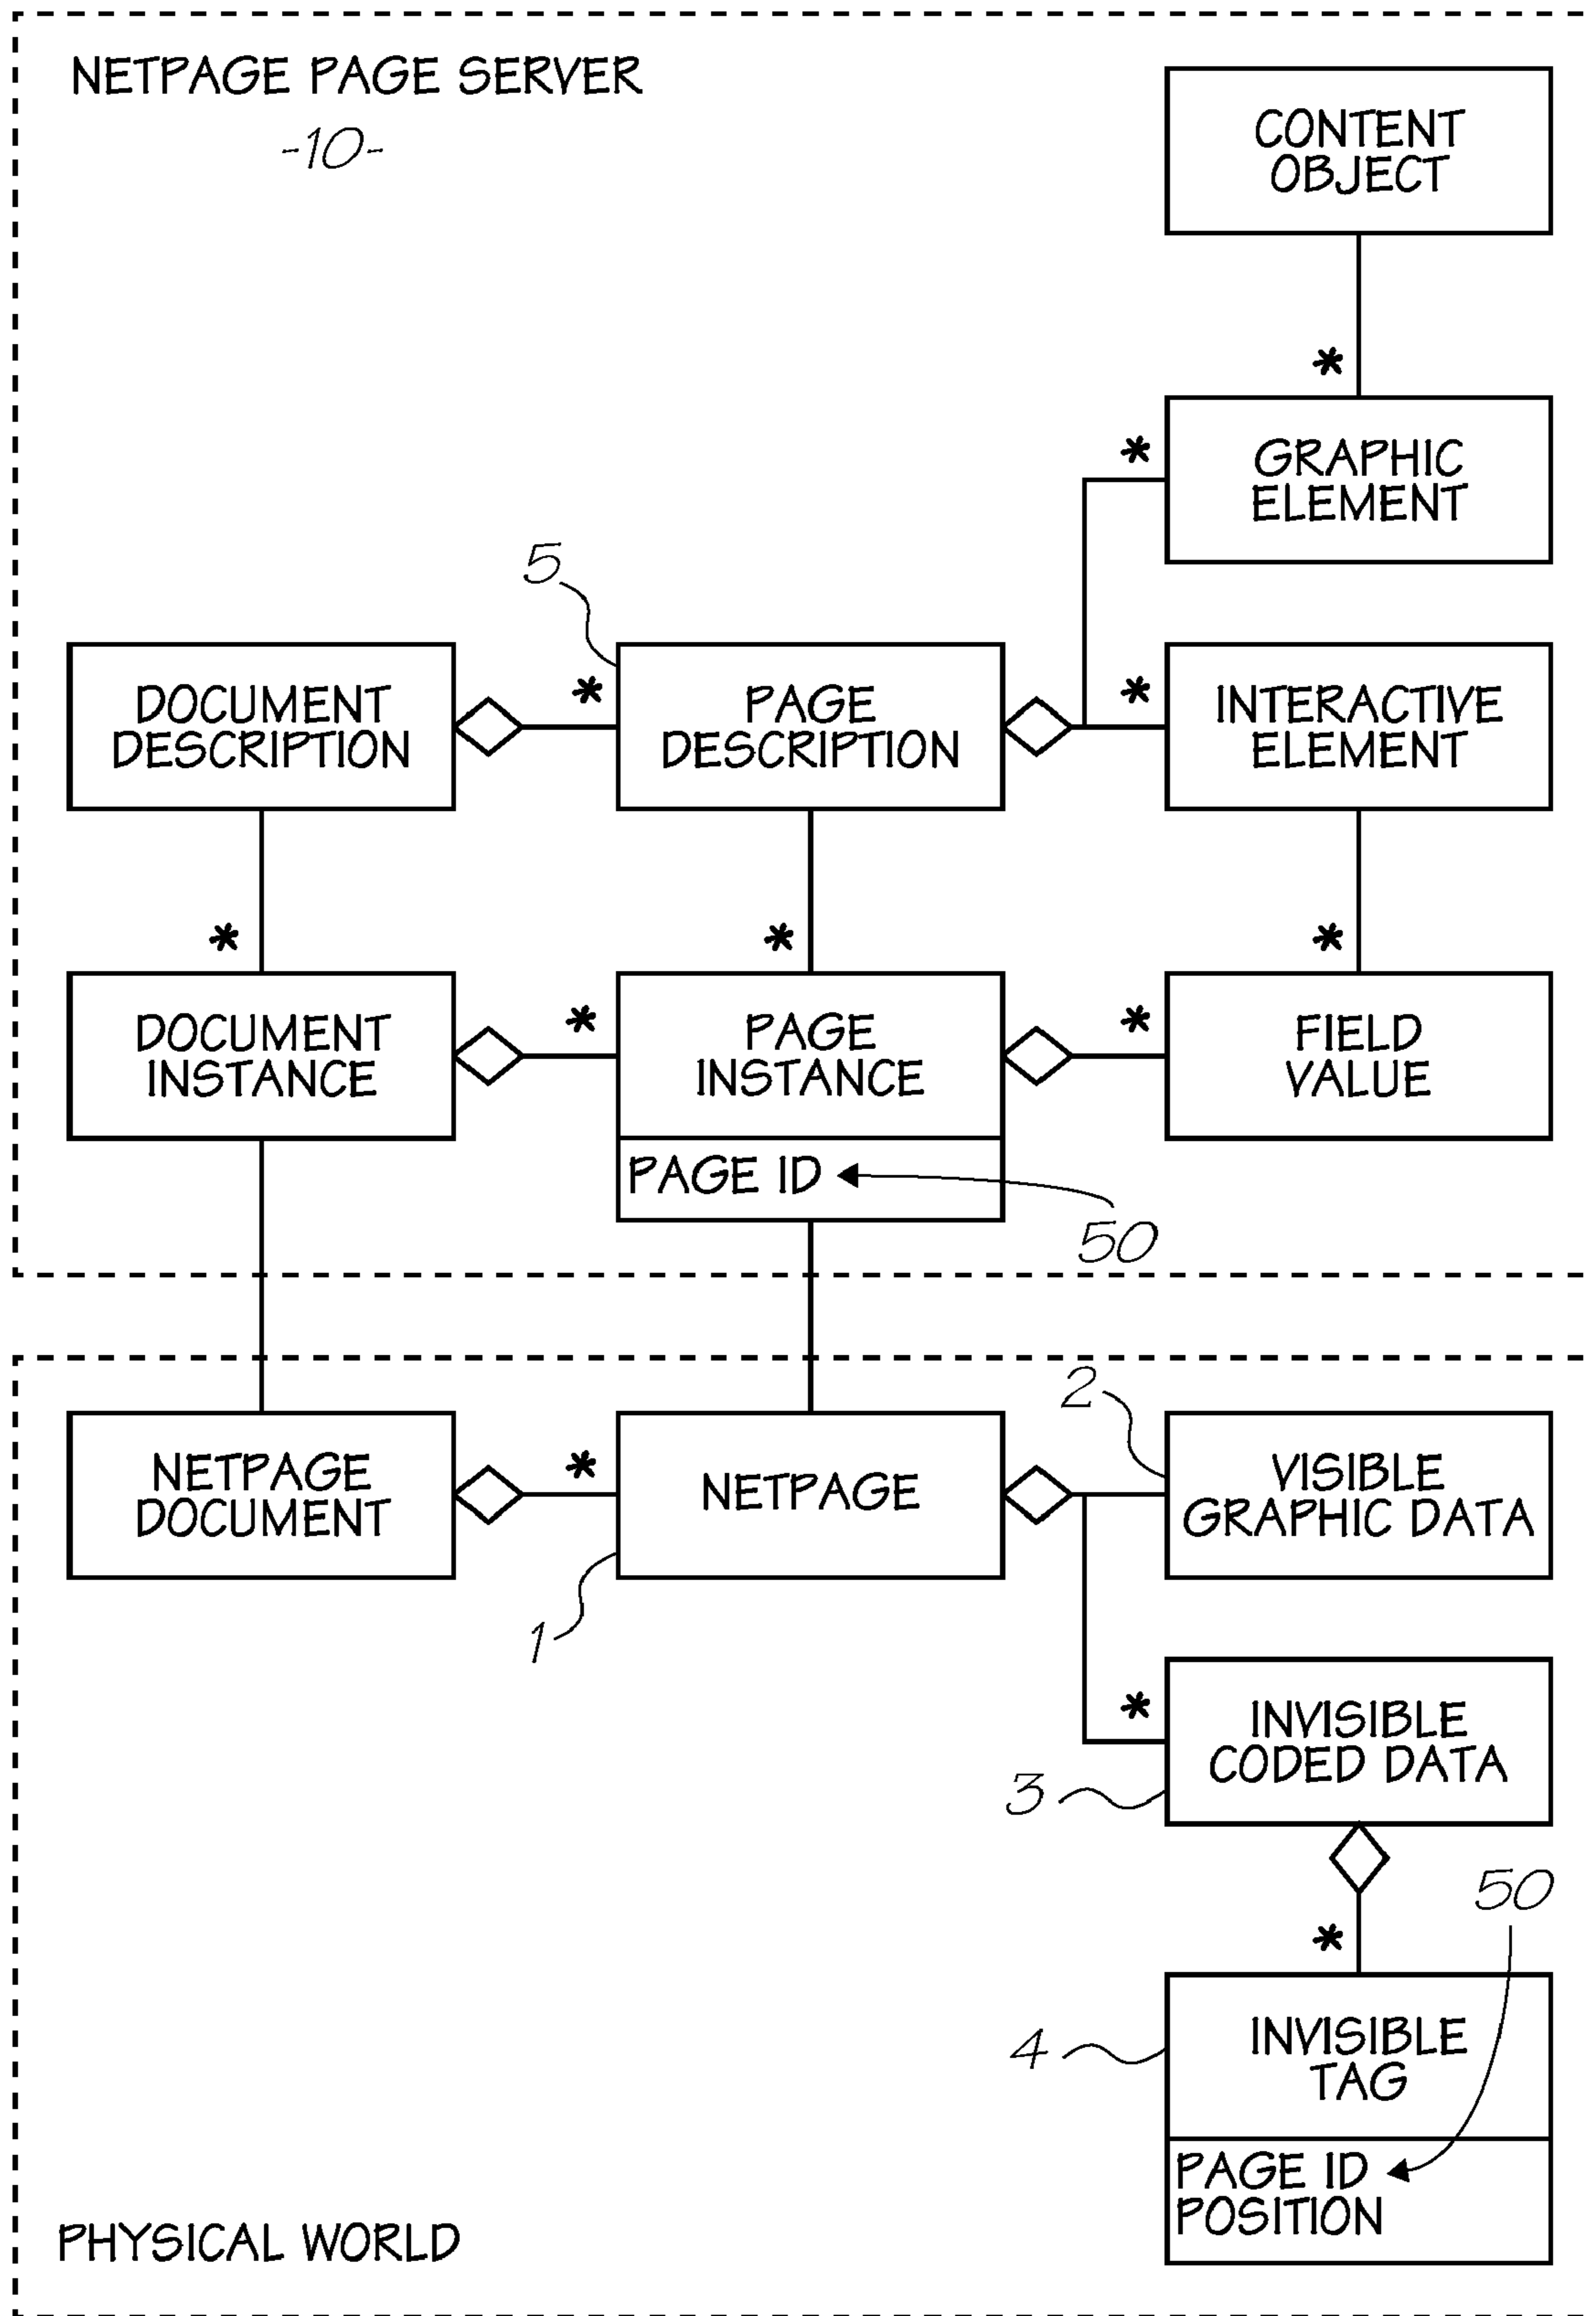 NETPAGE PAGE SERVER
-10-
CONTENT
OBJECT
*
*
GRAPHIC
ELEMENT
5
DOCUMENT
DESCRIPTION
*
PAGE
DESCRIPTION
*
INTERACTIVE
ELEMENT
*
*
*
DOCUMENT
INSTANCE
*
PAGE
INSTANCE
*
FIELD
VALUE
PAGE ID
50
2
NETPAGE
DOCUMENT
*
NETPAGE
VISIBLE
GRAPHIC DATA
1
*
INVISIBLE
CODED DATA
3
50
*
4
INVISIBLE
TAG
PAGE ID
POSITION
PHYSICAL WORLD